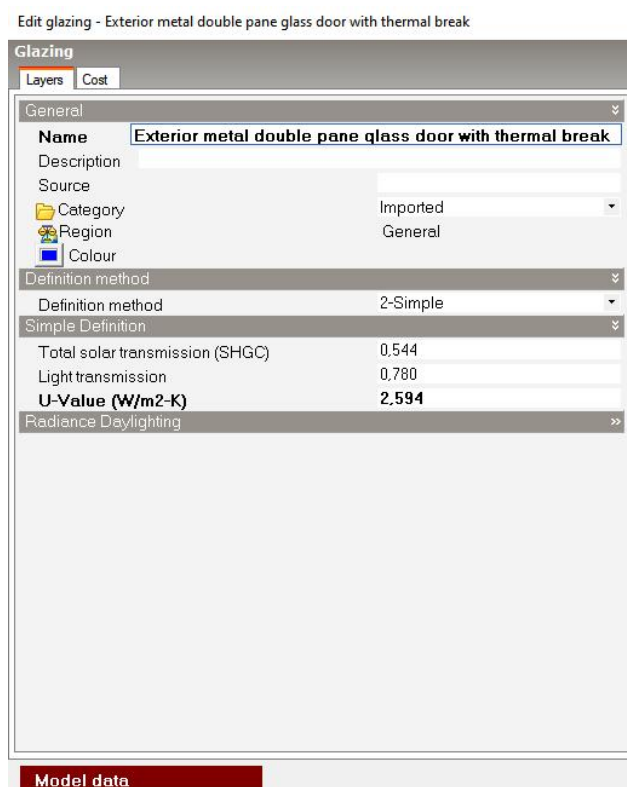 Edit glazing - Exterior metal double pane glass door with thermal break
Glazing
Layers Cost
General
Name Exterior metal double pane glass door with thermal break
Description
Source
Category Imported
Region General
Colour
Definition method
Definition method 2-Simple
Simple Definition
Total solar transmission (SHGC) 0,544
Light transmission 0,780
U-Value (W/m2-K) 2,594
Radiance Daylighting
Model data